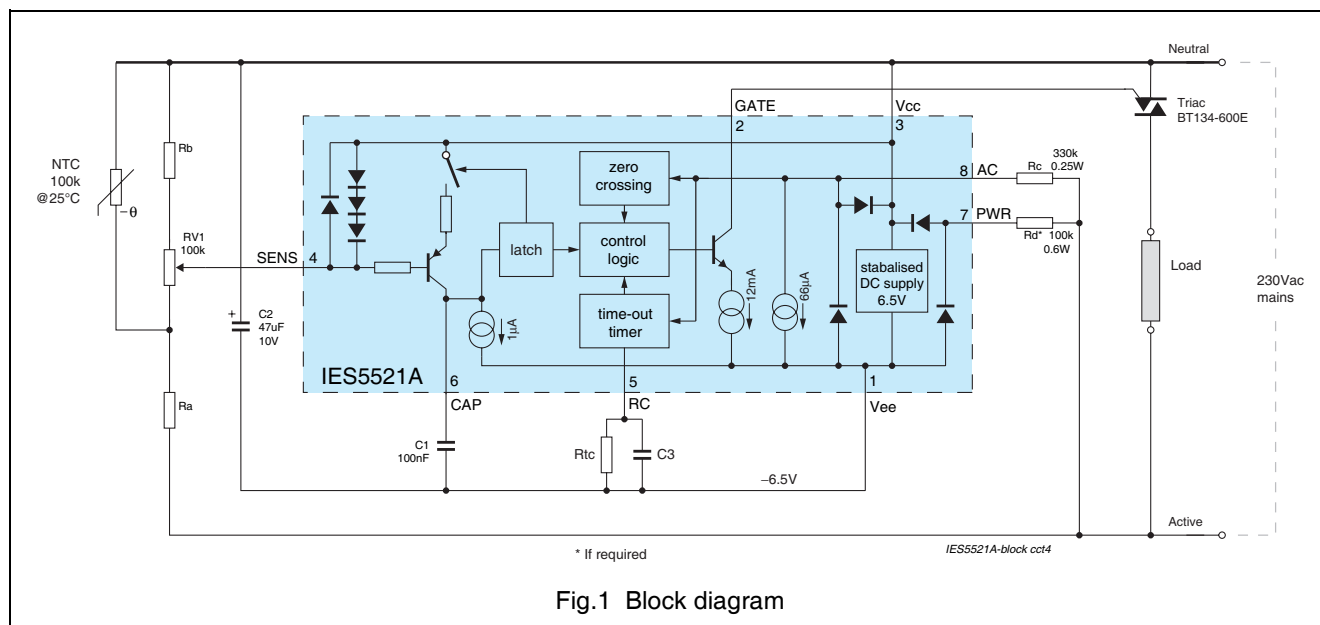 Neutral
GATE
Vcc
Triac
BT134-600E
2
3
Rb
NTC
100k
@25°C
-θ
zero
crossing
8 AC
330k
Rc 0.25W
7 PWR
Rd* 100k
0.6W
RV1
100k
SENS 4
latch
control
logic
stabalised
DC supply
6.5V
Load
230Vac
mains
12mA
66µA
+
C2
47uF
10V
1µA
time-out
timer
IES5521A
6
5
1
CAP
RC
Vee
Ra
C1
100nF
Rtc
C3
–6.5V
Active
* If required
IES5521A-block cct4
Fig.1 Block diagram